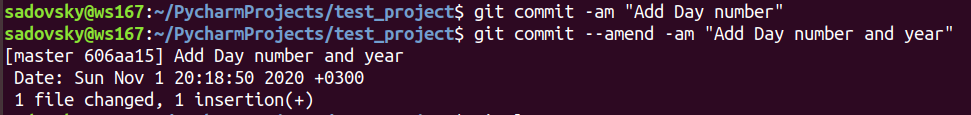 sadovsky@ws167:~/PycharmProjects/test_project$ git commit -am "Add Day number"
sadovsky@ws167:~/PycharmProjects/test_project$ git commit --amend -am "Add Day number and year"
[master 606aa15] Add Day number and year
 Date: Sun Nov 1 20:18:50 2020 +0300
 1 file changed, 1 insertion(+)